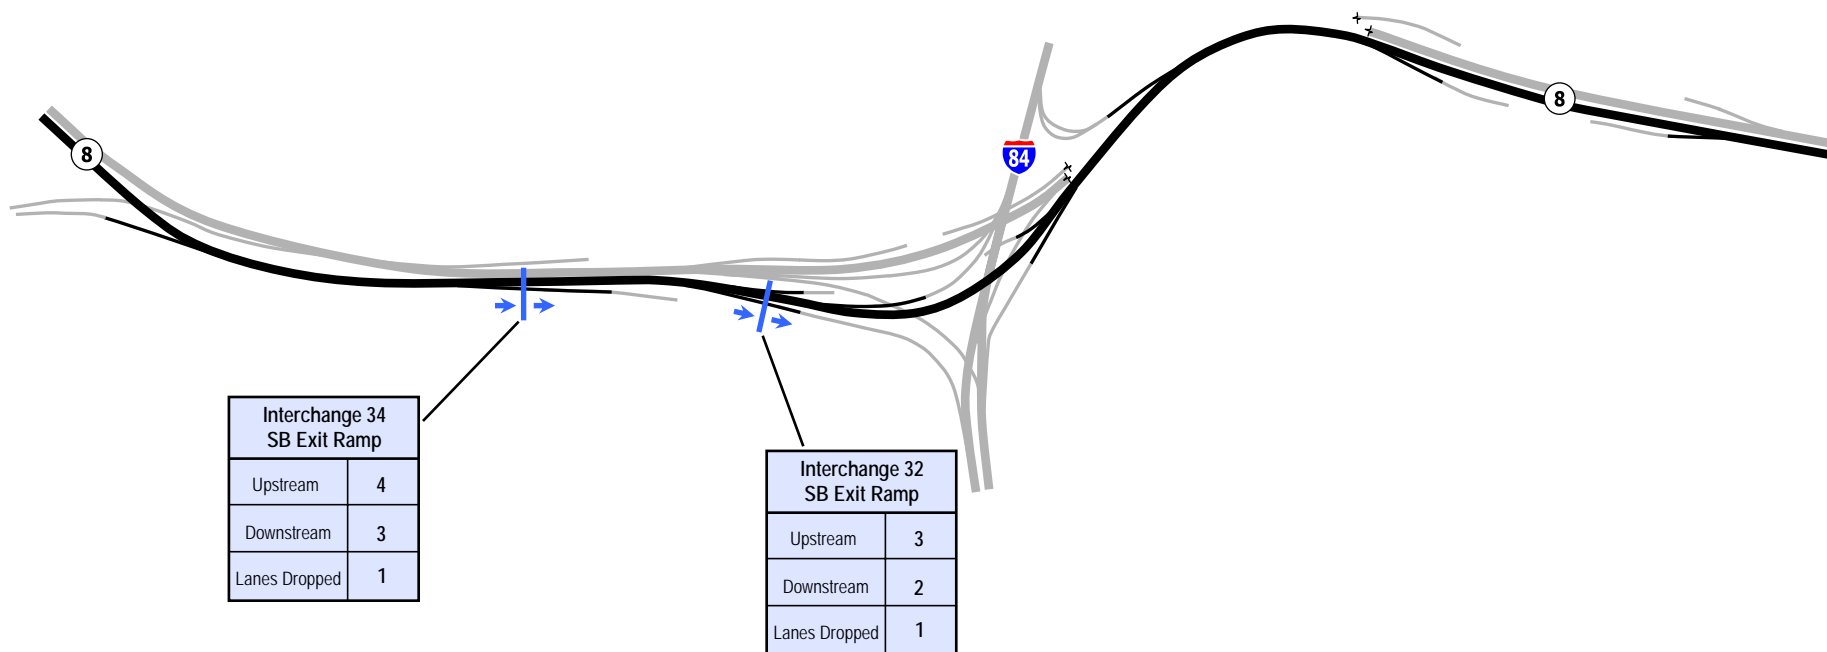 8
84
8
Interchange 34
SB Exit Ramp
Upstream 4
Downstream 3
Lanes Dropped 1
Interchange 32
SB Exit Ramp
Upstream 3
Downstream 2
Lanes Dropped 1